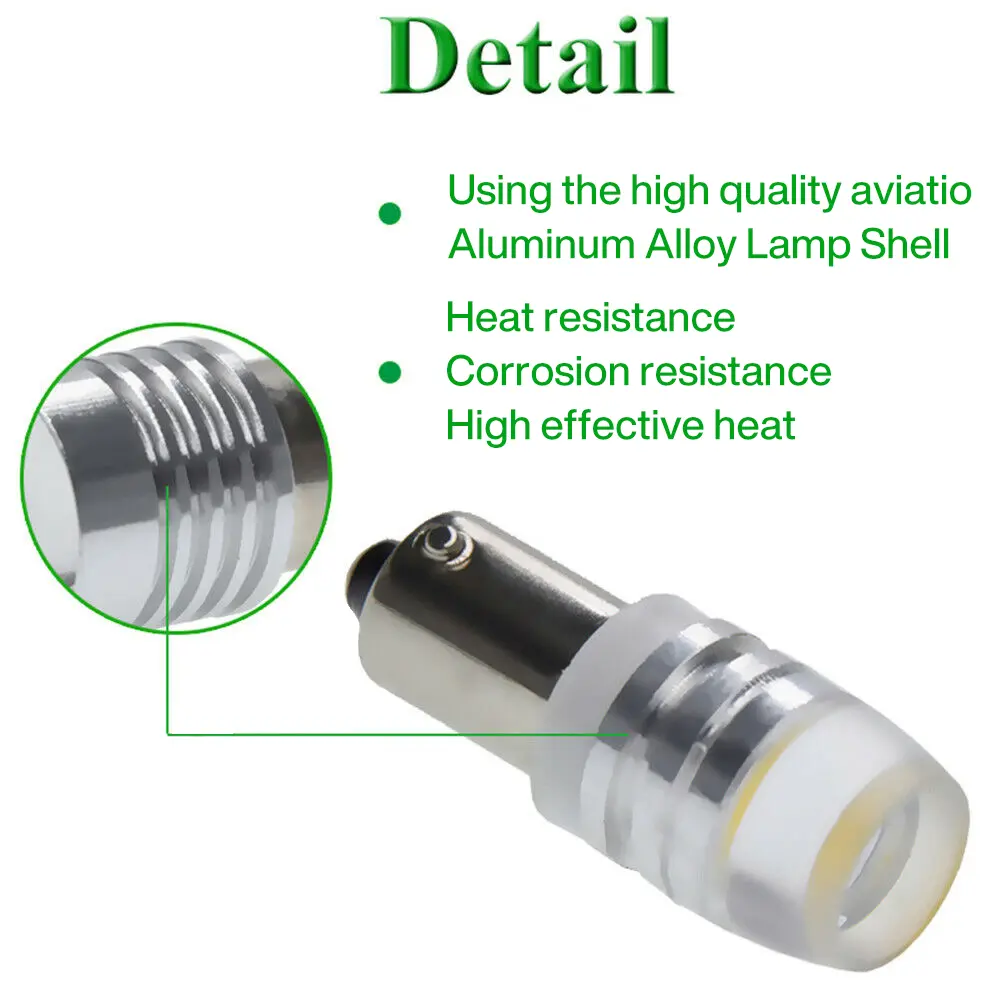 Detail
Using the high quality aviatio
Aluminum Alloy Lamp Shell
Heat resistance
Corrosion resistance
High effective heat